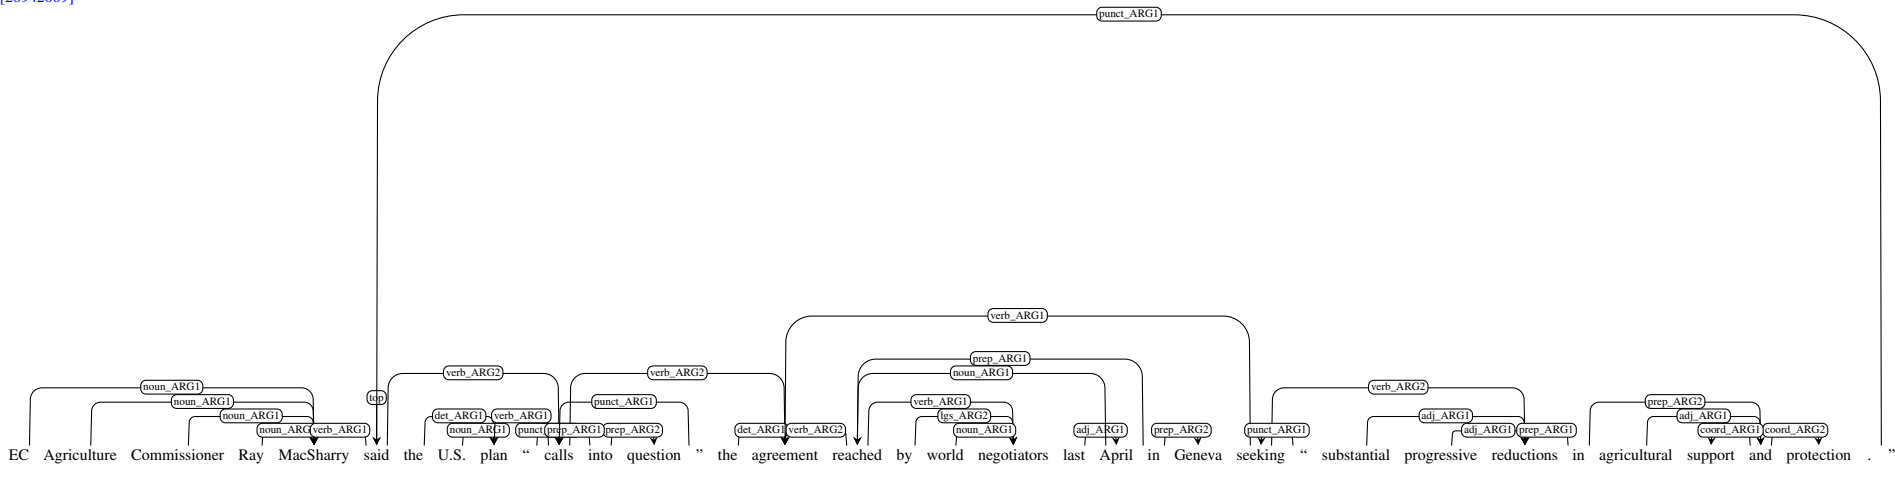 [20942009]
punct_ARG1
verb_ARG1
prep_ARG1
verb_ARG2 verb_ARG2 noun_ARG1
noun_ARG1 verb_ARG2
top
noun_ARG1 punct_ARG1 verb_ARG1 prep_ARG2
noun_ARG1 det_ARG1 verb_ARG1 lgs_ARG2 adj_ARG1 adj_ARG1
noun_ARG verb_ARG1 noun_ARG1 punct prep_ARG1 prep_ARG2 det_ARG1 verb_ARG2 noun_ARG1 adj_ARG1 prep_ARG2 punct_ARG1 adj_ARG1 prep_ARG1 coord_ARG1 coord_ARG2
EC Agriculture Commissioner Ray MacSharry said the U.S. plan “ calls into question ” the agreement reached by world negotiators last April in Geneva seeking “ substantial progressive reductions in agricultural support and protection . ”